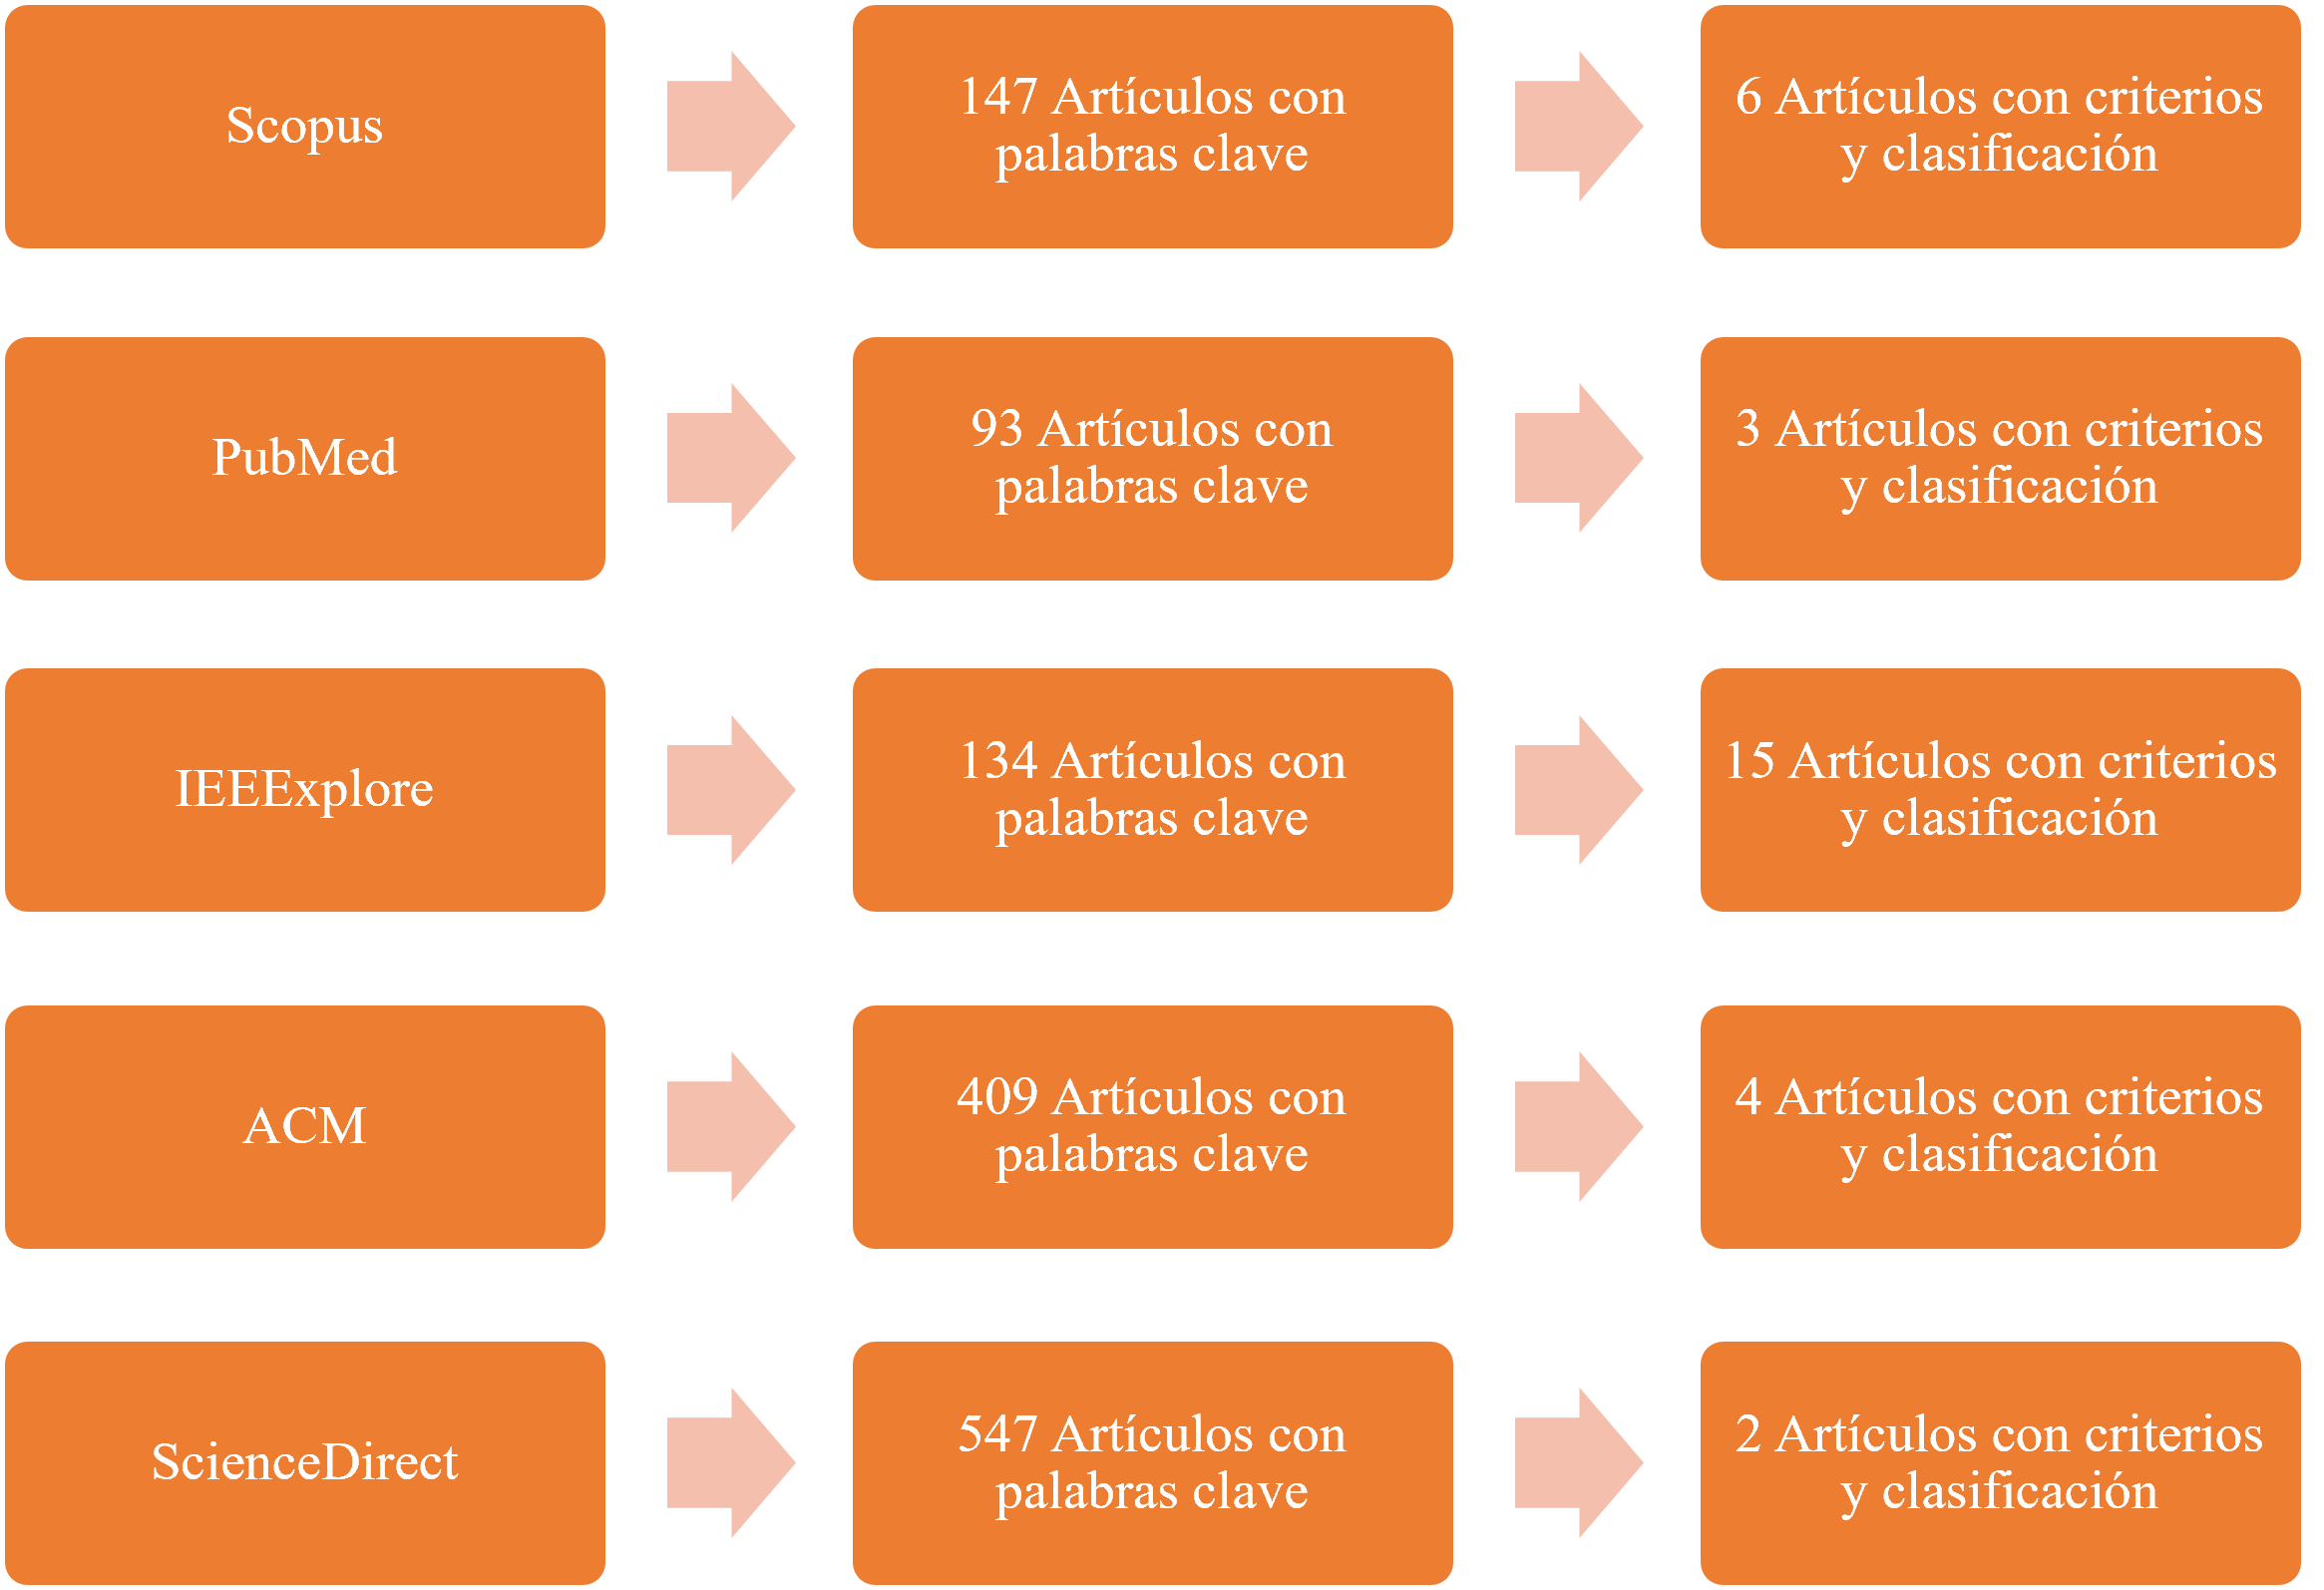 Scopus
147 Artículos con
palabras clave
6 Artículos con criterios
y clasificación
PubMed
93 Artículos con
palabras clave
3 Artículos con criterios
y clasificación
IEEExplore
134 Artículos con
palabras clave
15 Artículos con criterios
y clasificación
ACM
409 Artículos con
palabras clave
4 Artículos con criterios
y clasificación
ScienceDirect
547 Artículos con
palabras clave
2 Artículos con criterios
y clasificación